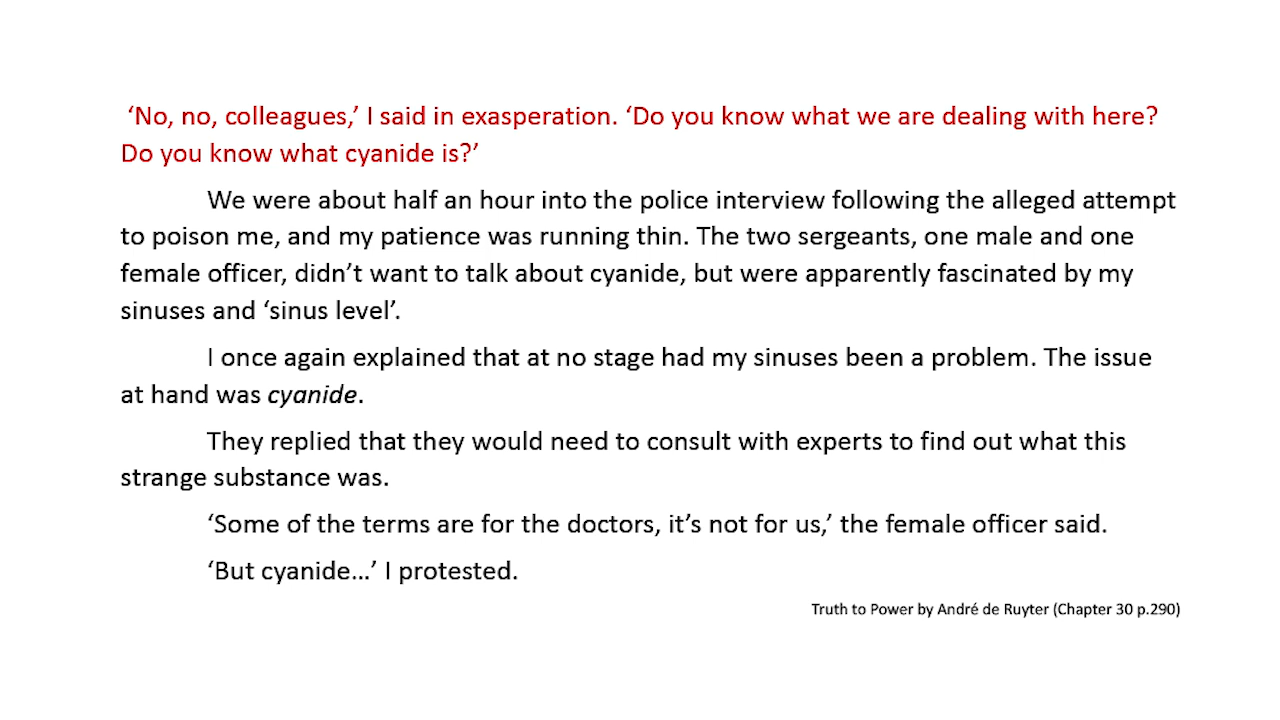 ‘No, no, colleagues,’ I said in exasperation. ‘Do you know what we are dealing with here?
Do you know what cyanide is?’
We were about half an hour into the police interview following the alleged attempt
to poison me, and my patience was running thin. The two sergeants, one male and one
female officer, didn’t want to talk about cyanide, but were apparently fascinated by my
sinuses and ‘sinus level’.
I once again explained that at no stage had my sinuses been a problem. The issue
at hand was cyanide.
They replied that they would need to consult with experts to find out what this
strange substance was.
‘Some of the terms are for the doctors, it’s not for us,’ the female officer said.
‘But cyanide...’ I protested.
Truth to Power by André de Ruyter (Chapter 30 p.290)